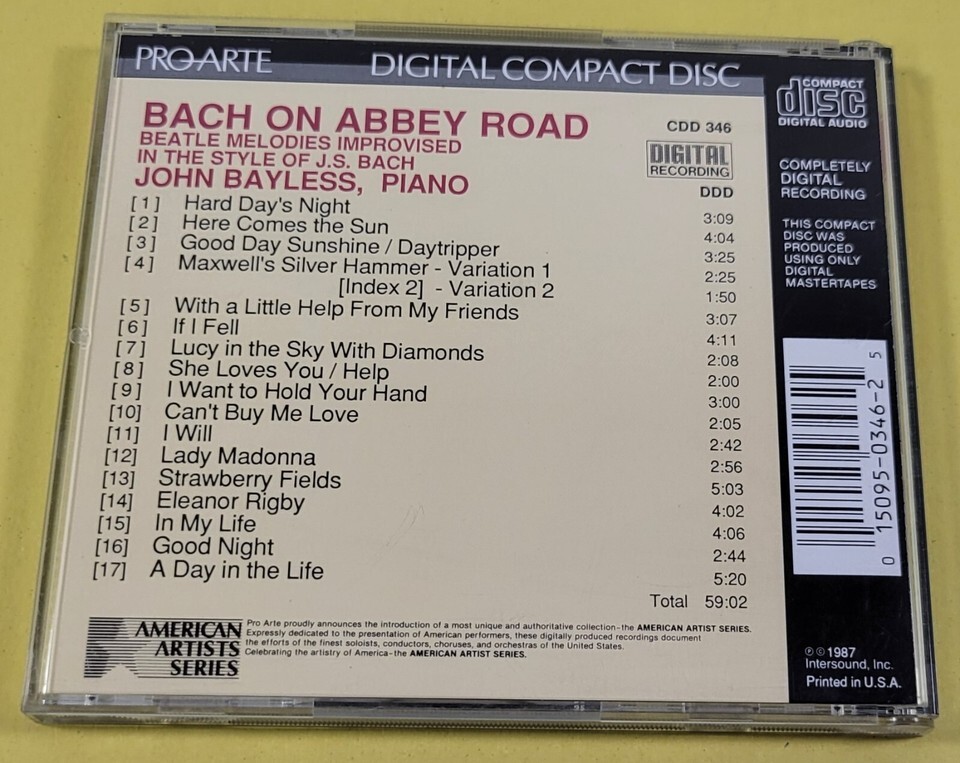 PRO ARTE DIGITAL COMPACT DISC
BACH ON ABBEY ROAD
BEATLE MELODIES IMPROVISED
IN THE STYLE OF J.S. BACH
JOHN BAYLESS, PIANO
CDD 346
DIGITAL
RECORDING
DDD
[1] Hard Day's Night 3:09
[2] Here Comes the Sun 4:04
[3] Good Day Sunshine / Daytripper 3:25
[4] Maxwell's Silver Hammer - Variation 1 2:25
[Index 2] - Variation 2 1:50
[5] With a Little Help From My Friends 3:07
[6] If I Fell 4:11
[7] Lucy in the Sky With Diamonds 2:08
[8] She Loves You / Help 2:00
[9] I Want to Hold Your Hand 3:00
[10] Can't Buy Me Love 2:05
[11] I Will 2:42
[12] Lady Madonna 2:56
[13] Strawberry Fields 5:03
[14] Eleanor Rigby 4:02
[15] In My Life 4:06
[16] Good Night 2:44
[17] A Day in the Life 5:20
Total 59:02
AMERICAN
ARTISTS
SERIES
Pro Arte proudly announces the introduction of a most unique and authoritative collection-the AMERICAN ARTIST SERIES.
Expressly dedicated to the presentation of American performers, these digitally produced recordings document
the efforts of the finest soloists, conductors, choruses, and orchestras of the United States.
Celebrating the artistry of America-the AMERICAN ARTIST SERIES.
COMPACT
disc
DIGITAL AUDIO
COMPLETELY
DIGITAL
RECORDING
THIS COMPACT
DISC WAS
PRODUCED
USING ONLY
DIGITAL
MASTERTAPES
0 15095-0346-2 5
℗ © 1987
Intersound, Inc.
Printed in U.S.A.